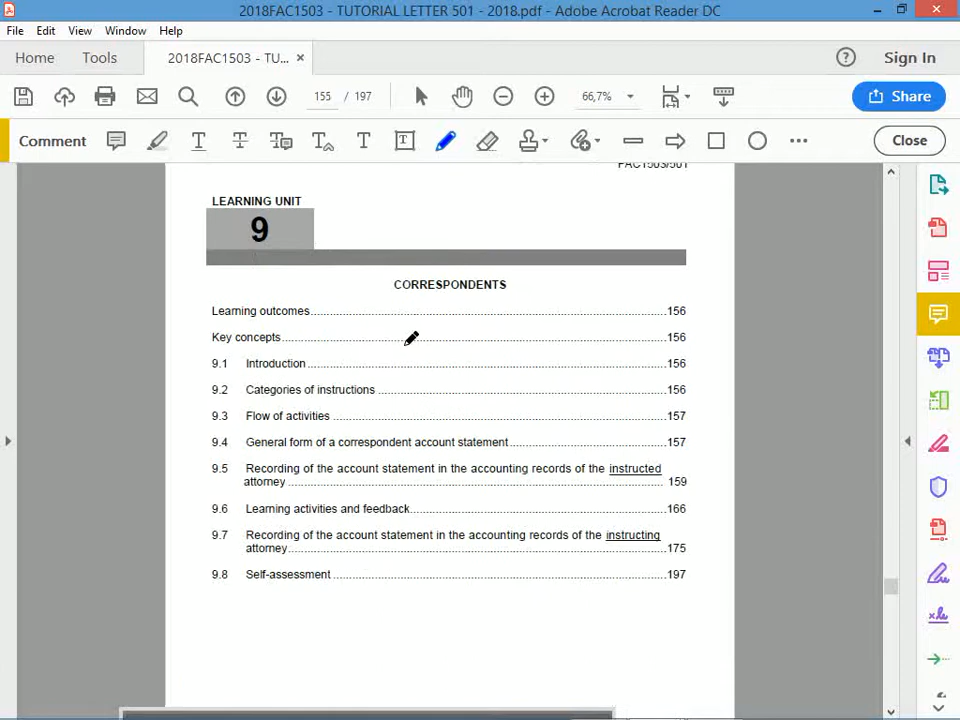 2018FAC1503 - TUTORIAL LETTER 501 - 2018.pdf - Adobe Acrobat Reader DC
File Edit View Window Help
Home Tools 2018FAC1503 - TU... × Sign In
155 / 197 66,7% Share
Comment Close
FAC1503/501
LEARNING UNIT
9
CORRESPONDENTS
Learning outcomes 156
Key concepts 156
9.1 Introduction 156
9.2 Categories of instructions 156
9.3 Flow of activities 157
9.4 General form of a correspondent account statement 157
9.5 Recording of the account statement in the accounting records of the instructed
attorney 159
9.6 Learning activities and feedback 166
9.7 Recording of the account statement in the accounting records of the instructing
attorney 175
9.8 Self-assessment 197